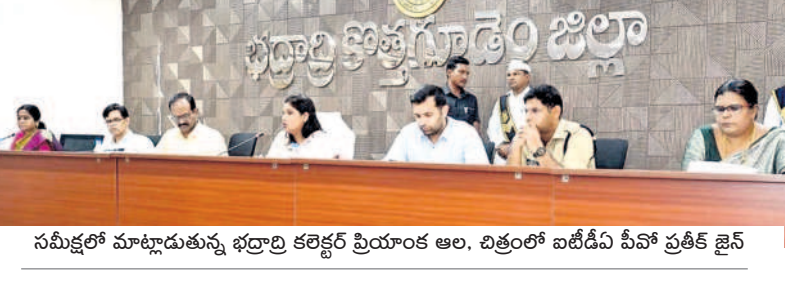 భద్రాద్రి కొత్తగూడెం జిల్లా
సమీక్షలో మాట్లాడుతున్న భద్రాద్రి కలెక్టర్ ప్రియాంక ఆల, చిత్రంలో ఐటీడీఏ పీవో ప్రతీక్ జైన్